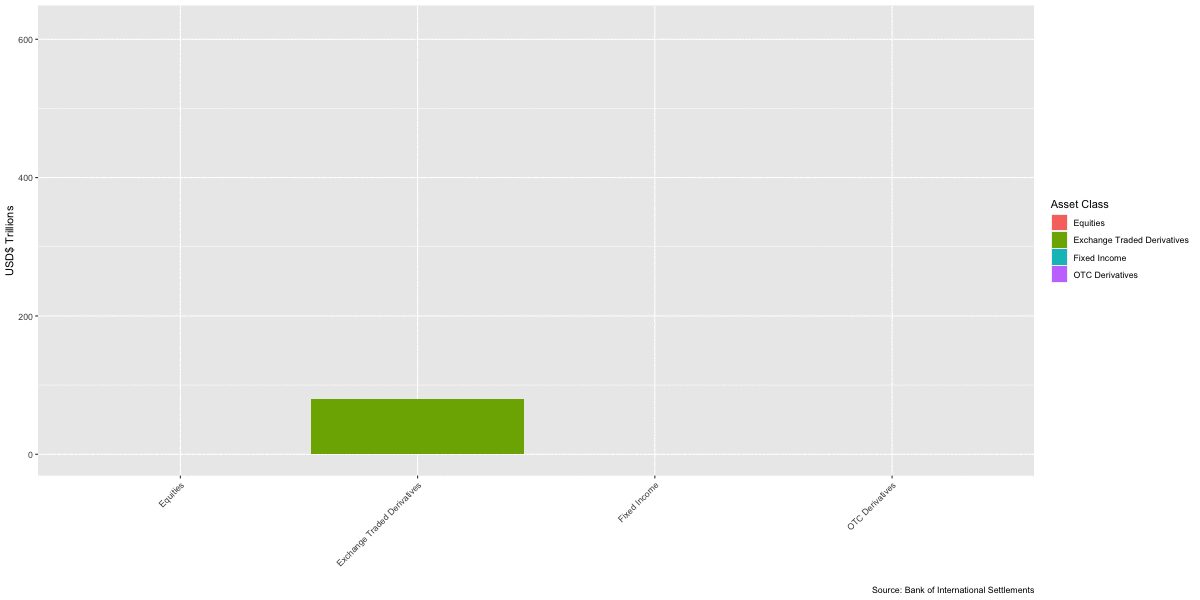 600
400
200
0
USD$ Trillions
Equities
Exchange Traded Derivatives
Fixed Income
OTC Derivatives
Asset Class
Equities
Exchange Traded Derivatives
Fixed Income
OTC Derivatives
Source: Bank of International Settlements